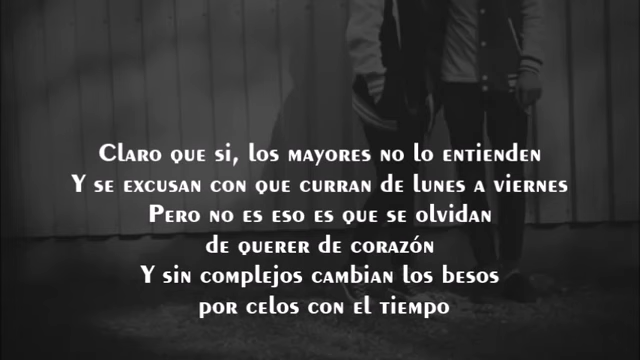 Claro que si, los mayores no lo entienden
Y se excusan con que curran de lunes a viernes
Pero no es eso es que se olvidan
de querer de corazón
Y sin complejos cambian los besos
por celos con el tiempo